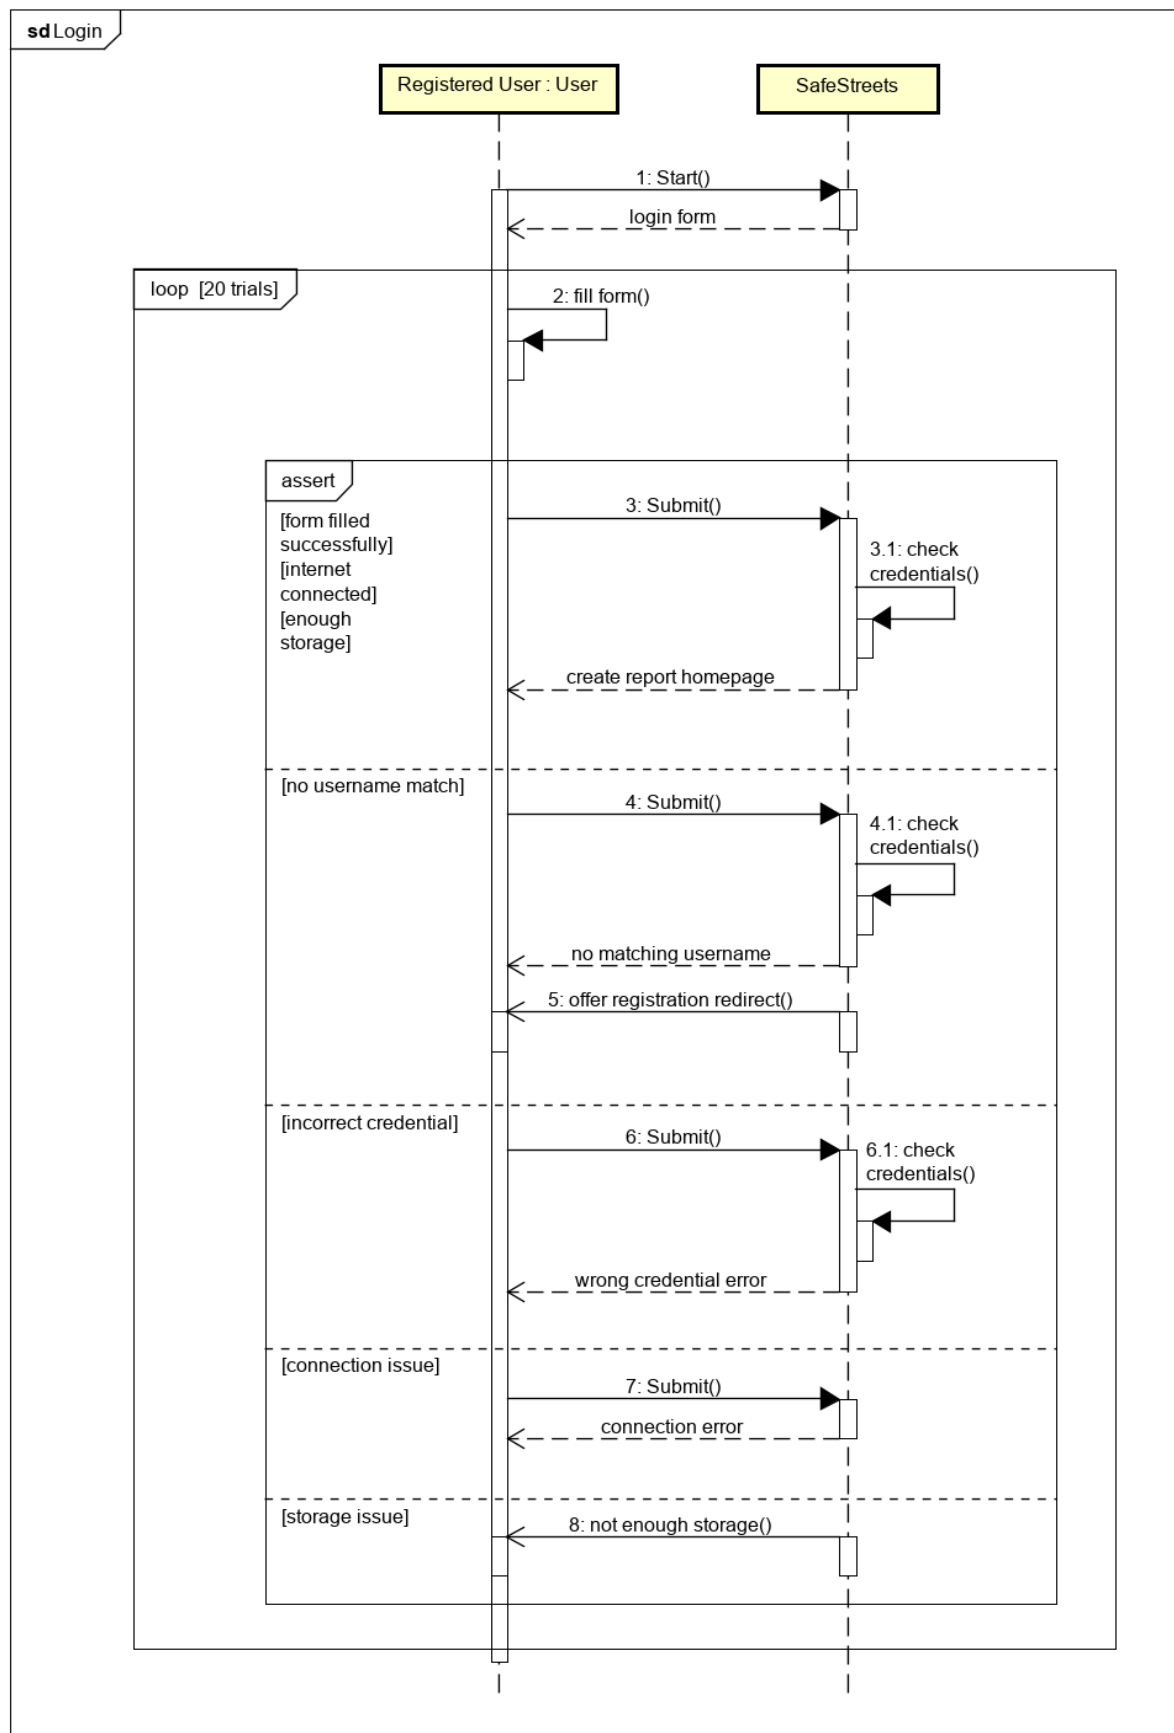 sd Login
Registered User : User
SafeStreets
1: Start()
login form
loop [20 trials]
2: fill form()
assert
[form filled
successfully]
[internet
connected]
[enough
storage]
3: Submit()
3.1: check
credentials()
create report homepage
[no username match]
4: Submit()
4.1: check
credentials()
no matching username
5: offer registration redirect()
[incorrect credential]
6: Submit()
6.1: check
credentials()
wrong credential error
[connection issue]
7: Submit()
connection error
[storage issue]
8: not enough storage()